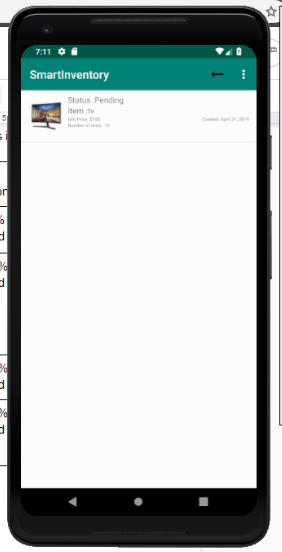 7:11
SmartInventory
Status :Pending
Item :tv
Unit Price :$100
Number of Units : 10
Created: April 21, 2019